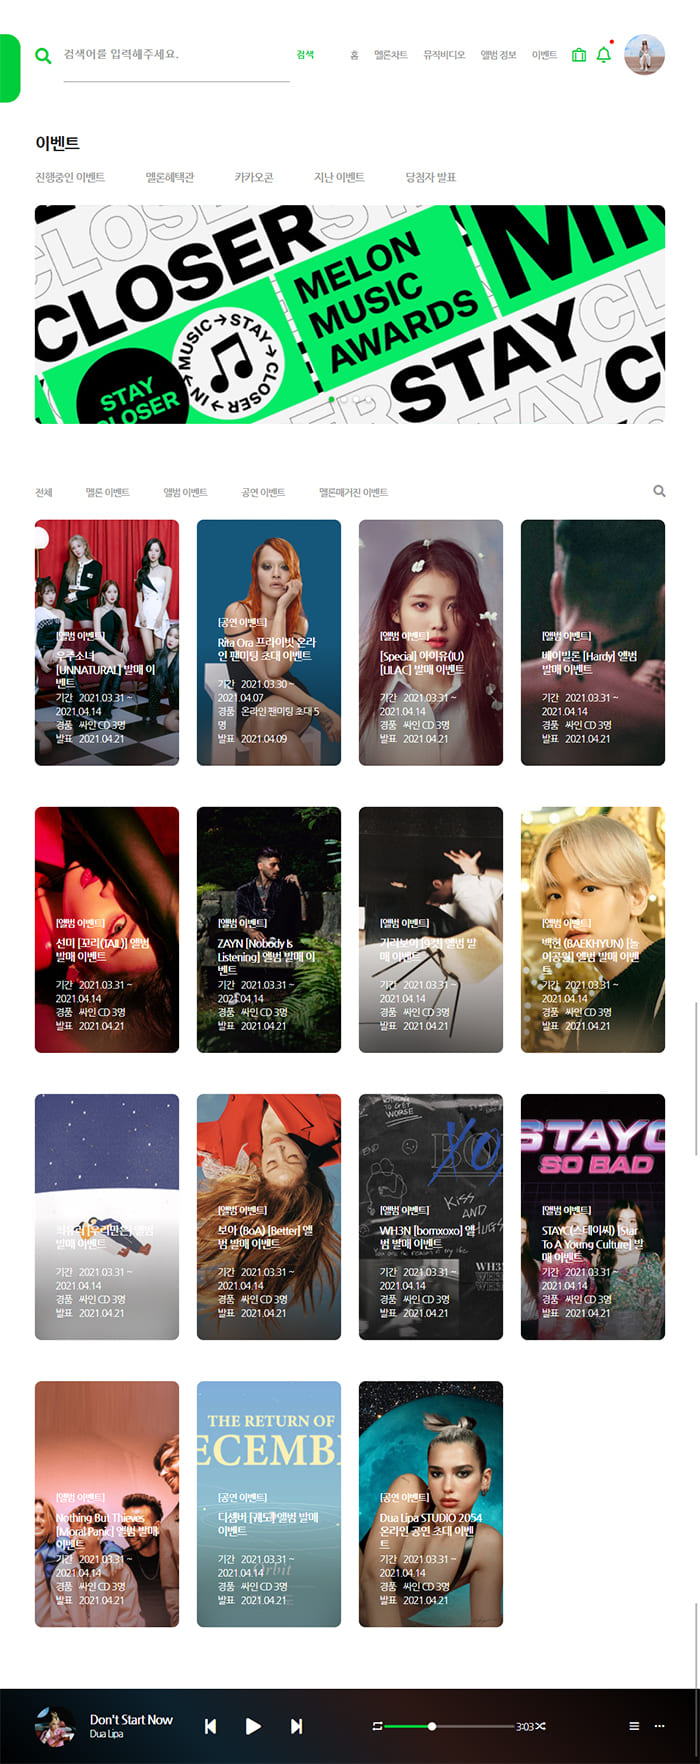 검색어를 입력해주세요.
검색
홈
멜론차트
뮤직비디오
앨범 정보
이벤트
이벤트
진행중인 이벤트
멜론혜택관
카카오콘
지난 이벤트
당첨자 발표
CLOSER
MELON
MUSIC
AWARDS
STAY
CLOSER
MUSIC→STAY→CLOSER→IN→
STAY
전체
멜론 이벤트
앨범 이벤트
공연 이벤트
멜론매거진 이벤트
[앨범 이벤트]
우주소녀
[UNNATURAL] 발매 이
벤트
기간 2021.03.31 ~
2021.04.14
경품 싸인 CD 3명
발표 2021.04.21
[공연 이벤트]
Rita Ora 프라이빗 온라
인 팬미팅 초대 이벤트
기간 2021.03.30 ~
2021.04.07
경품 온라인 팬미팅 초대 5
명
발표 2021.04.09
[앨범 이벤트]
[Special] 아이유(IU)
[LILAC] 발매 이벤트
기간 2021.03.31 ~
2021.04.14
경품 싸인 CD 3명
발표 2021.04.21
[앨범 이벤트]
베이빌론 [Hardy] 앨범
발매 이벤트
기간 2021.03.31 ~
2021.04.14
경품 싸인 CD 3명
발표 2021.04.21
[앨범 이벤트]
선미 [꼬리(TAIL)] 앨범
발매 이벤트
기간 2021.03.31 ~
2021.04.14
경품 싸인 CD 3명
발표 2021.04.21
[앨범 이벤트]
ZAYN [Nobody Is
Listening] 앨범 발매 이
벤트
기간 2021.03.31 ~
2021.04.14
경품 싸인 CD 3명
발표 2021.04.21
[앨범 이벤트]
기리보이 [9컷] 앨범 발
매 이벤트
기간 2021.03.31 ~
2021.04.14
경품 싸인 CD 3명
발표 2021.04.21
[앨범 이벤트]
백현 (BAEKHYUN) [놀
이공원] 앨범 발매 이벤
트
기간 2021.03.31 ~
2021.04.14
경품 싸인 CD 3명
발표 2021.04.21
최유리 [우리만은] 앨범
발매 이벤트
기간 2021.03.31 ~
2021.04.14
경품 싸인 CD 3명
발표 2021.04.21
[앨범 이벤트]
보아 (BoA) [Better] 앨
범 발매 이벤트
기간 2021.03.31 ~
2021.04.14
경품 싸인 CD 3명
발표 2021.04.21
TO GET
WORSE
KISS
AND
HUGS
[앨범 이벤트]
WH3N [bornxoxo] 앨
범 발매 이벤트
WH3N
기간 2021.03.31 ~
2021.04.14
경품 싸인 CD 3명
발표 2021.04.21
STAYC
SO BAD
[앨범 이벤트]
STAYC(스테이씨) [Star
To A Young Culture] 발
매 이벤트
기간 2021.03.31 ~
2021.04.14
경품 싸인 CD 3명
발표 2021.04.21
[앨범 이벤트]
Nothing But Thieves
[Moral Panic] 앨범 발매
이벤트
기간 2021.03.31 ~
2021.04.14
경품 싸인 CD 3명
발표 2021.04.21
THE RETURN OF
ECEMB
[공연 이벤트]
디셈버 [궤도] 앨범 발매
이벤트
기간 2021.03.31 ~
2021.04.14
Orbit
경품 싸인 CD 3명
발표 2021.04.21
[공연 이벤트]
Dua Lipa STUDIO 2054
온라인 공연 초대 이벤
트
기간 2021.03.31 ~
2021.04.14
경품 싸인 CD 3명
발표 2021.04.21
Don't Start Now
Dua Lipa
3:03